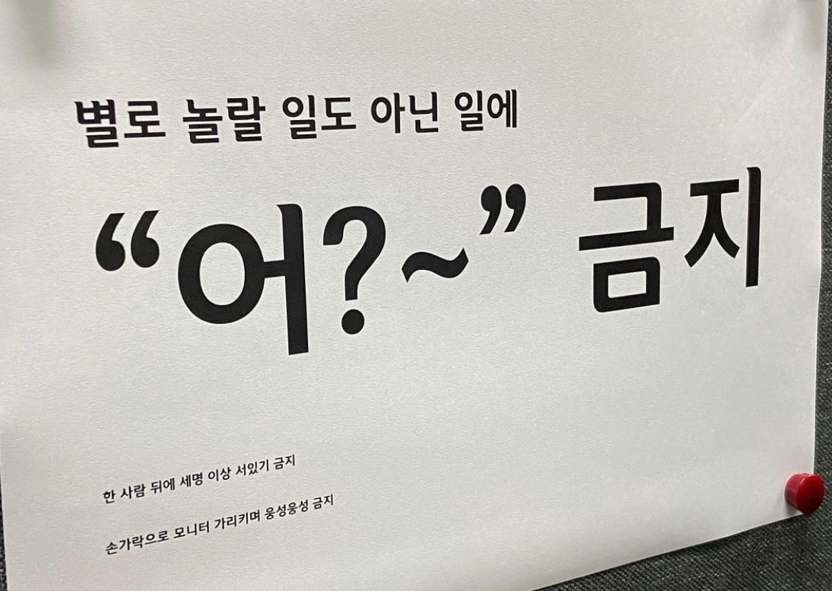 별로 놀랄 일도 아닌 일에
“어?~” 금지
한 사람 뒤에 세명 이상 서있기 금지
손가락으로 모니터 가리키며 웅성웅성 금지